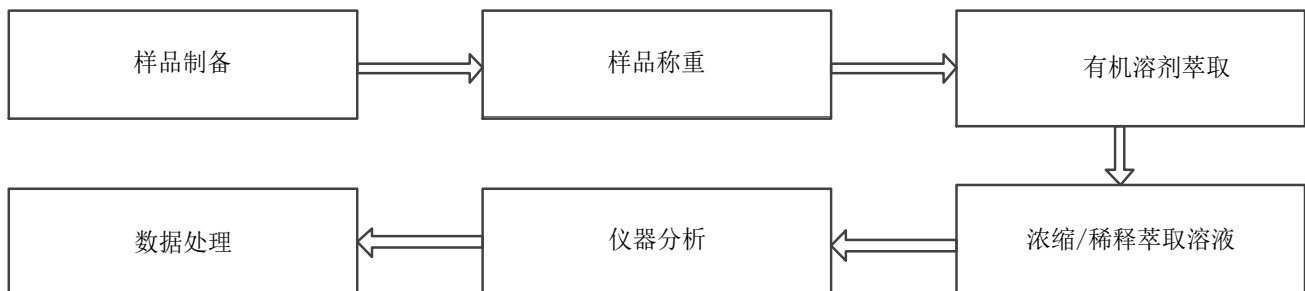 样品制备
样品称重
有机溶剂萃取
浓缩/稀释萃取溶液
仪器分析
数据处理